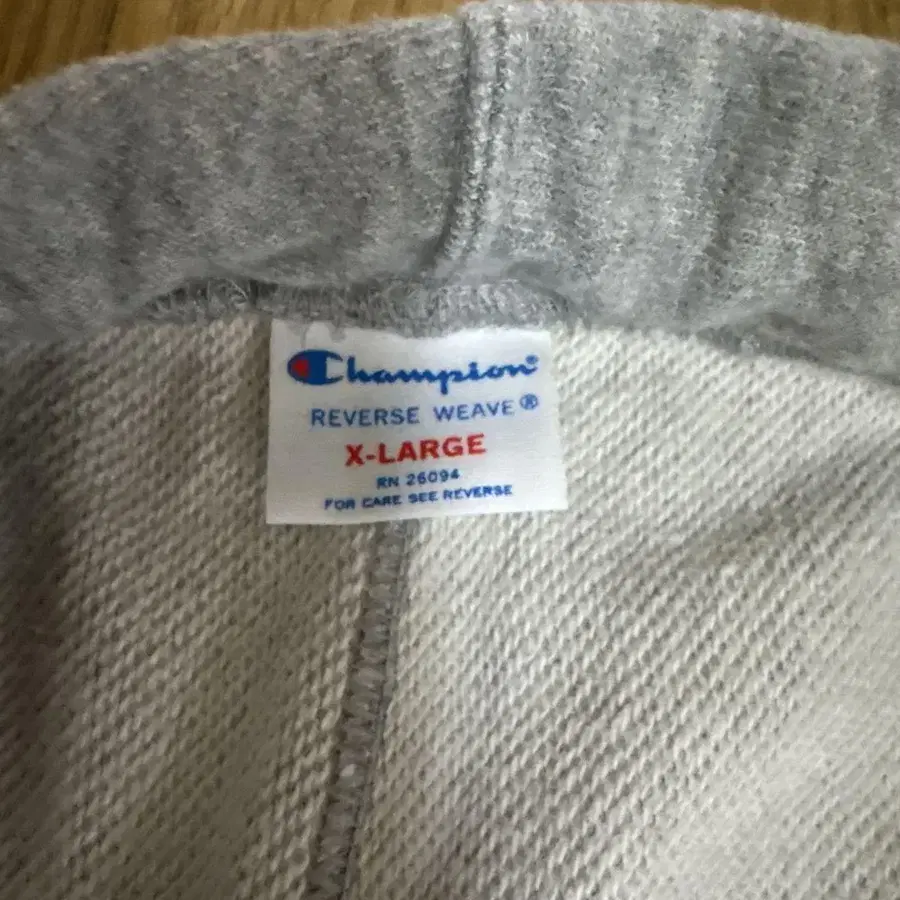 Champion®
REVERSE WEAVE®
X-LARGE
RN 26094
FOR CARE SEE REVERSE